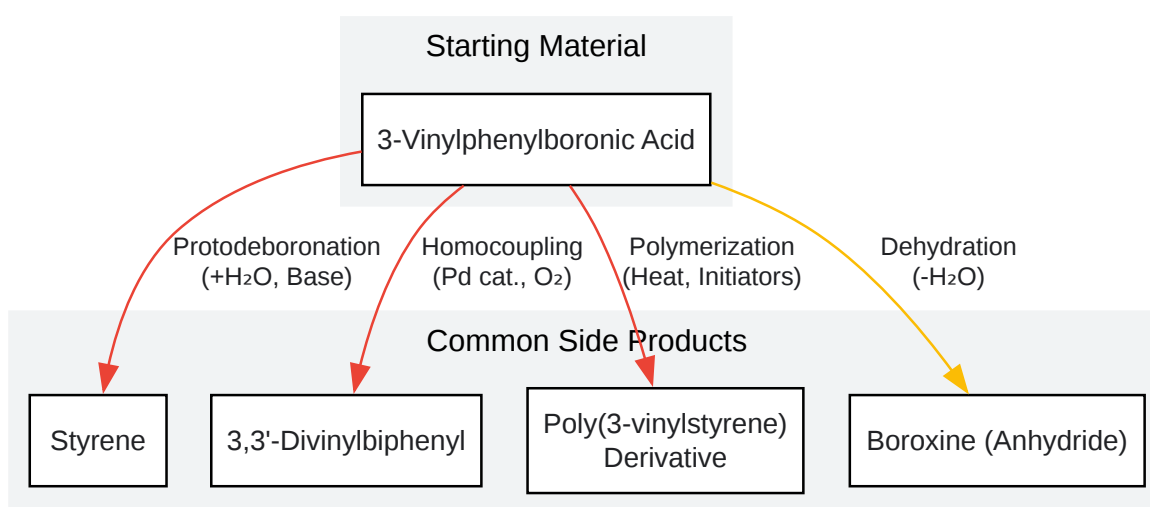 Starting Material
3-Vinylphenylboronic Acid
Protodeboronation
(+H₂O, Base)
Homocoupling
(Pd cat., O₂)
Polymerization
(Heat, Initiators)
Dehydration
(-H₂O)
Common Side Products
Styrene
3,3'-Divinylbiphenyl
Poly(3-vinylstyrene)
Derivative
Boroxine (Anhydride)